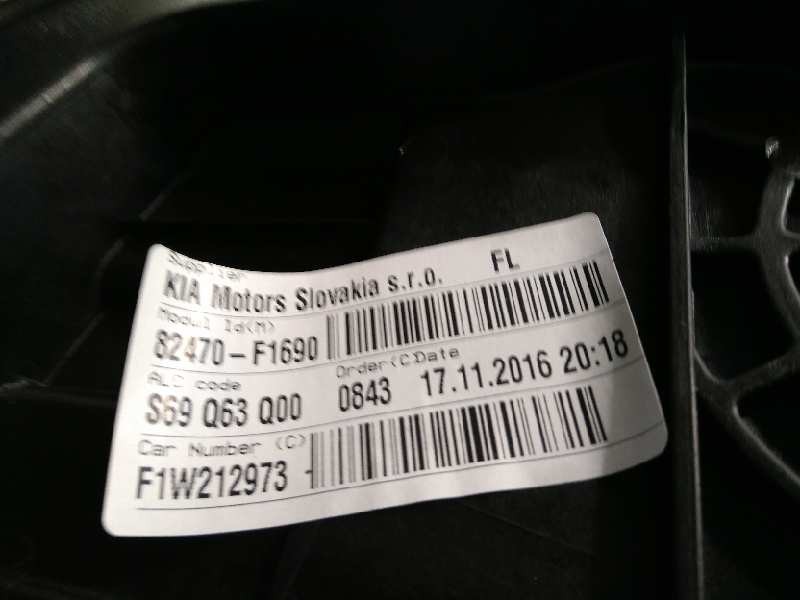 Supplier
KIA Motors Slovakia s.r.o. FL
Modul Id(M)
82470-F1690
ALC code Order(C) Date
S69 Q63 Q00 0843 17.11.2016 20:18
Car Number (C)
F1W212973 -